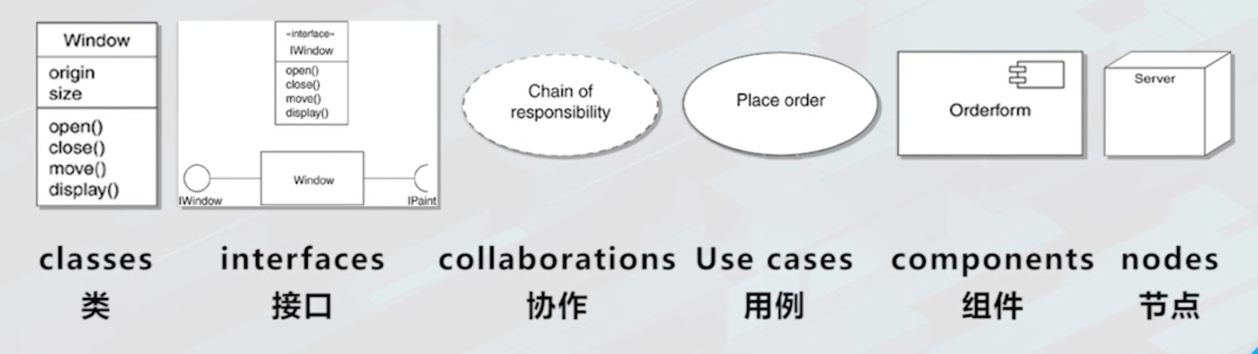 Window
origin
size
open()
close()
move()
display()
«interface»
IWindow
open()
close()
move()
display()
IWindow
Window
IPaint
Chain of
responsibility
Place order
Orderform
Server
classes
类
interfaces
接口
collaborations
协作
Use cases
用例
components
组件
nodes
节点